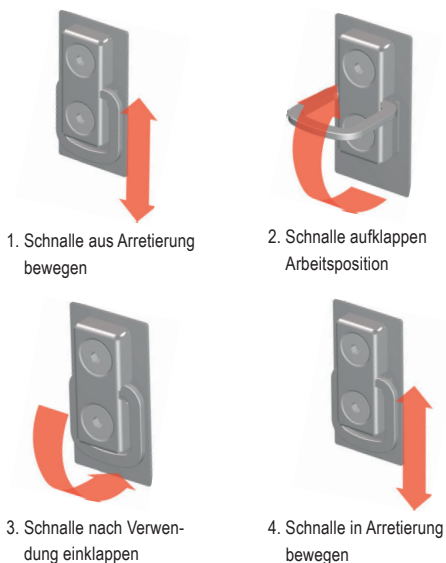 1. Schnalle aus Arretierung
bewegen
2. Schnalle aufklappen
Arbeitsposition
3. Schnalle nach Verwen-
dung einklappen
4. Schnalle in Arretierung
bewegen